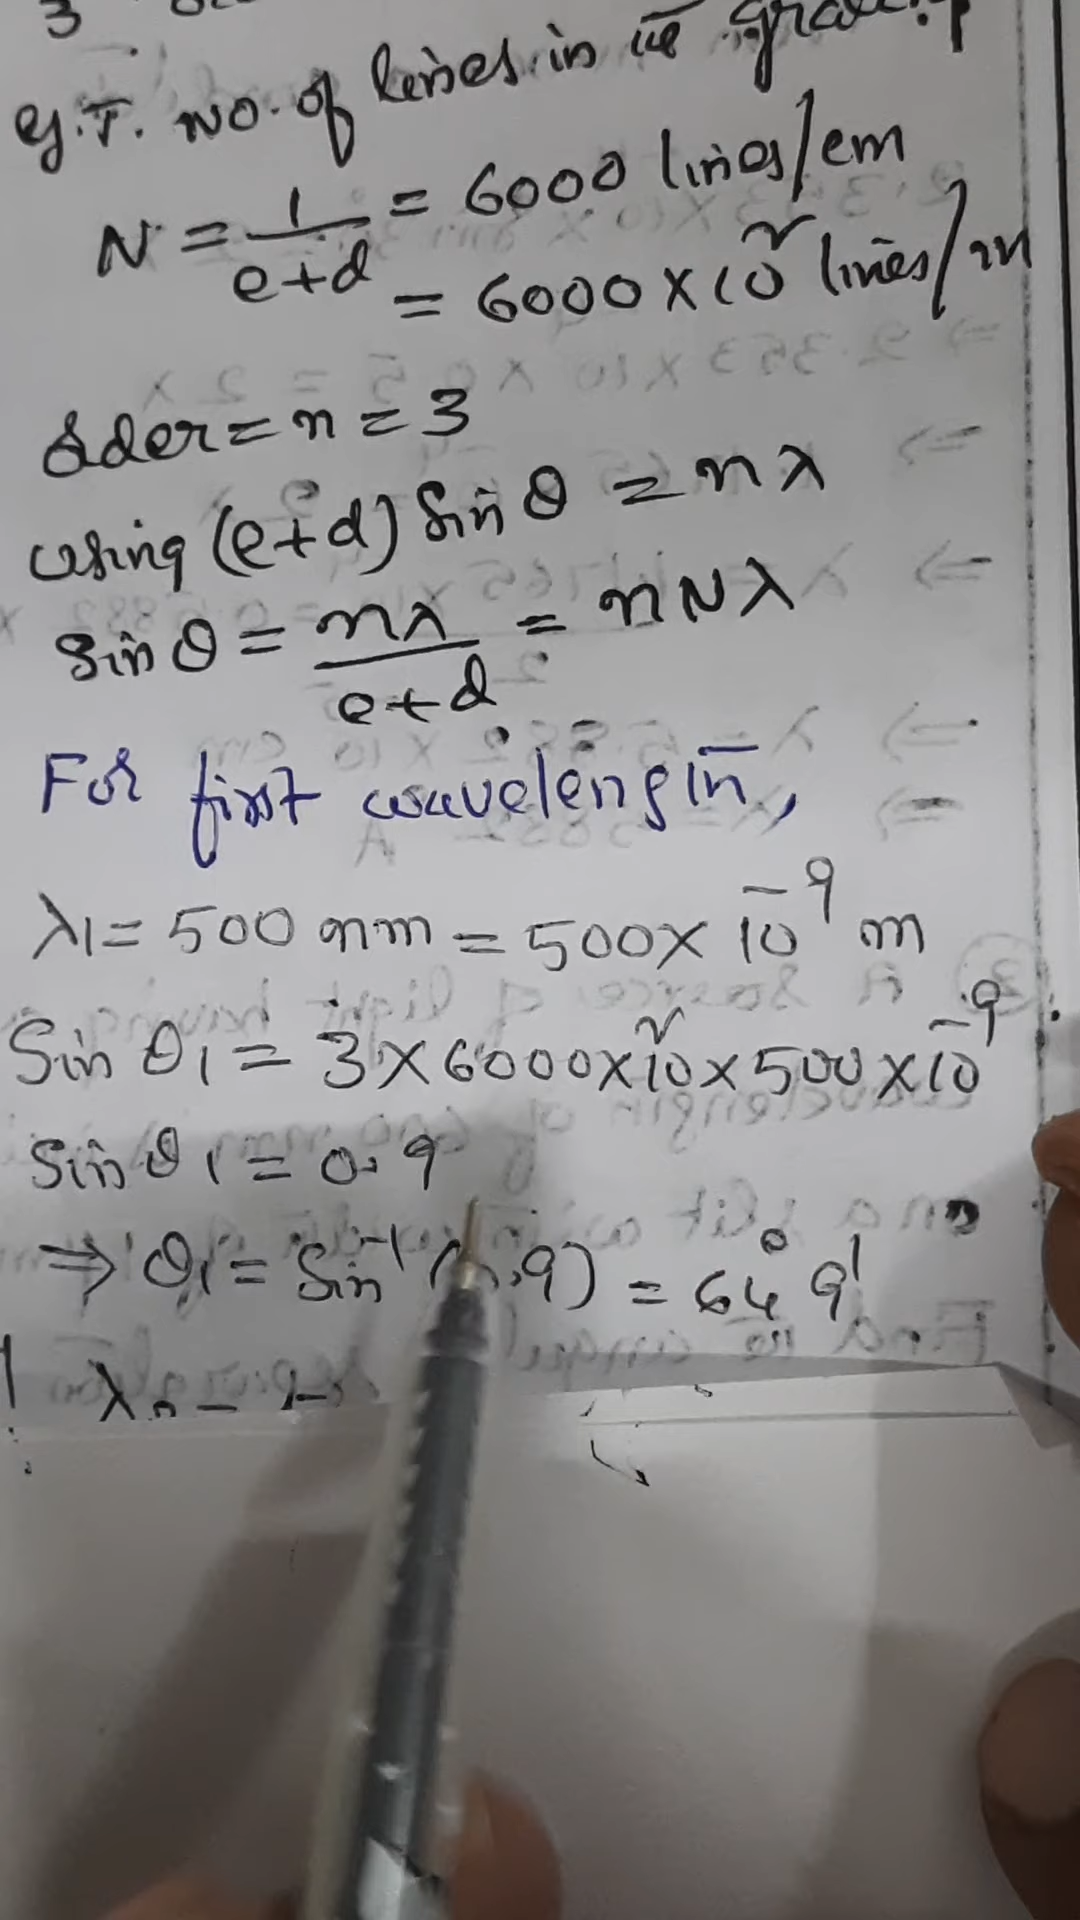 G.T. No. of lines in the grating
N = 1/(e+d) = 6000 lines/cm
= 6000 × 10² lines/m
Order = n = 3
using (e+d) Sin θ = nλ
Sin θ = nλ/(e+d) = nNλ
For first wavelength,
λ1 = 500 nm = 500 × 10⁻⁹ m
Sin θ1 = 3×6000×10²×500×10⁻⁹
Sin θ1 = 0.9
⇒ θ1 = Sin⁻¹ (0.9) = 64° 9'